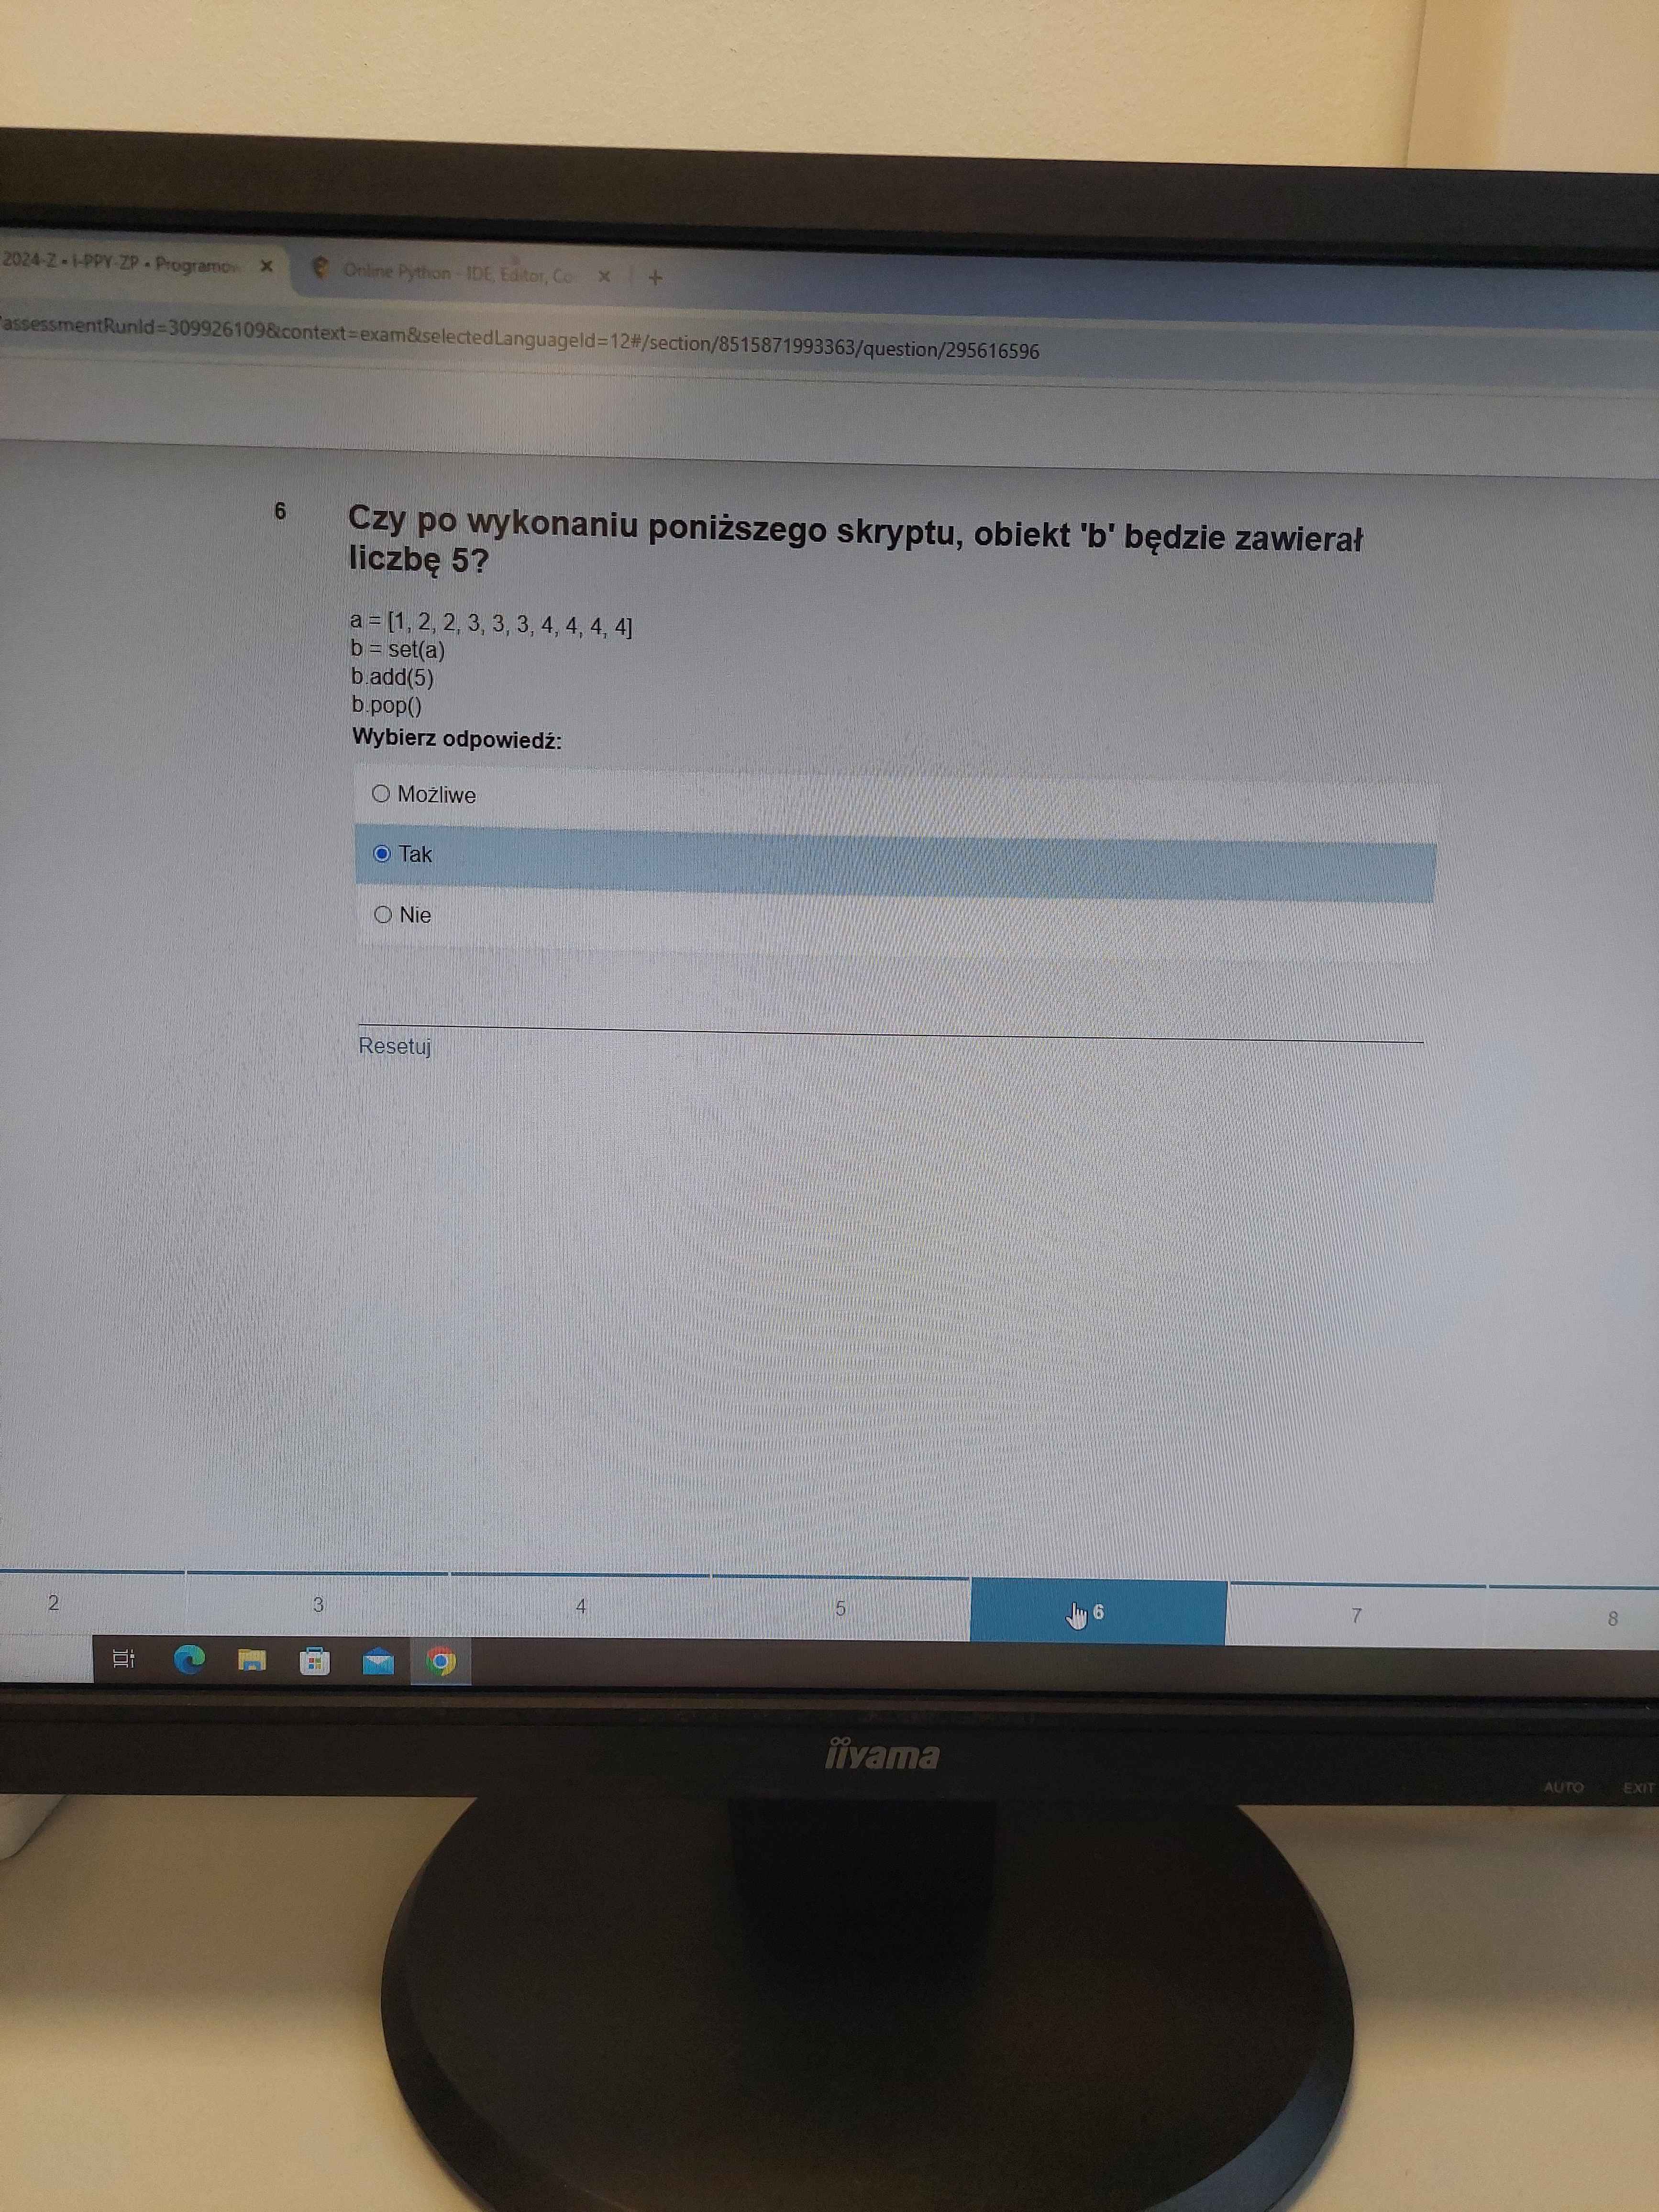 2024-Z • I-PPY-ZP • Programow
Online Python - IDE, Editor, Co
assessmentRunId=309926109&context=exam&selectedLanguageId=12#/section/8515871993363/question/295616596
6
Czy po wykonaniu poniższego skryptu, obiekt 'b' będzie zawierał
liczbę 5?
a = [1, 2, 2, 3, 3, 3, 4, 4, 4, 4]
b = set(a)
b.add(5)
b.pop()
Wybierz odpowiedź:
Możliwe
Tak
Nie
Resetuj
2 3 4 5 6 7 8
iiyama
AUTO EXIT